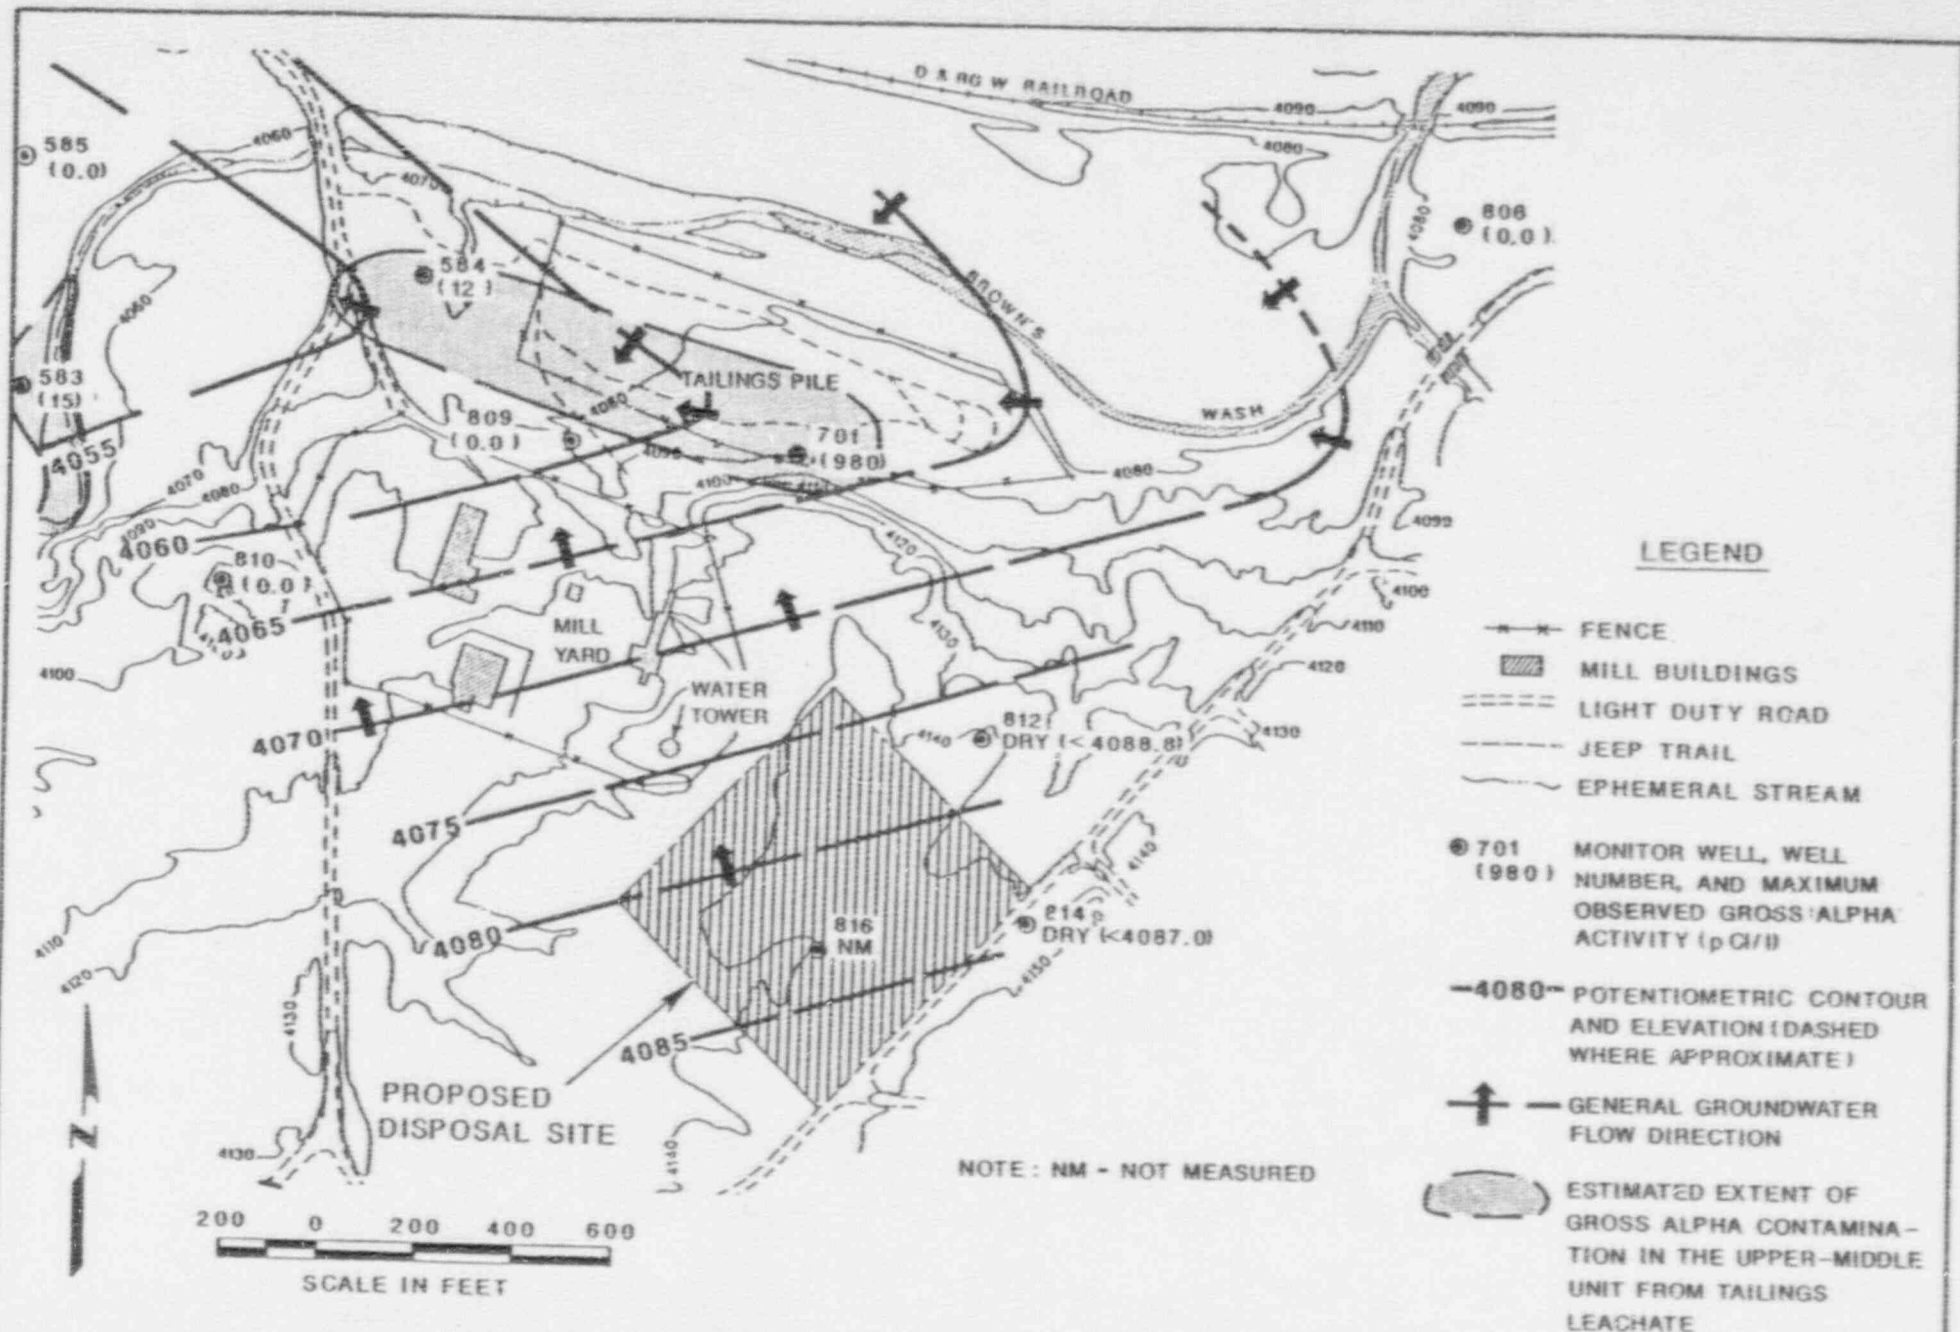 D & RG W RAILROAD
4090
4090
4080
4060
585
(0.0)
4070
808
(0.0)
4080
584
(12)
BROWN'S
4060
TAILINGS PILE
583
(15)
4080
WASH
809
(0.0)
701
(980)
4090
4055
4070
4080
4100
4080
4090
4090
4060
4120
810
(0.0)
4065
4100
4110
4130
MILL
YARD
4100
4120
WATER
TOWER
4070
812
DRY (< 4088.8)
4140
4130
4075
4140
4080
816
NM
814
DRY (<4087.0)
4110
4120
4150
4130
4085
PROPOSED
DISPOSAL SITE
4130
4140
N
NOTE : NM - NOT MEASURED
200 0 200 400 600
SCALE IN FEET
LEGEND
FENCE
MILL BUILDINGS
LIGHT DUTY ROAD
JEEP TRAIL
EPHEMERAL STREAM
701
(980)
MONITOR WELL, WELL
NUMBER, AND MAXIMUM
OBSERVED GROSS ALPHA
ACTIVITY (pCi/l)
4080
POTENTIOMETRIC CONTOUR
AND ELEVATION (DASHED
WHERE APPROXIMATE)
GENERAL GROUNDWATER
FLOW DIRECTION
ESTIMATED EXTENT OF
GROSS ALPHA CONTAMINA-
TION IN THE UPPER-MIDDLE
UNIT FROM TAILINGS
LEACHATE